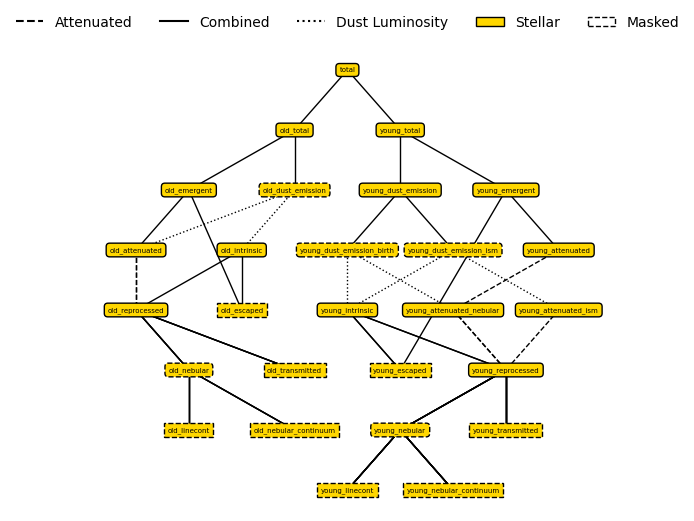 Attenuated Combined Dust Luminosity Stellar Masked
total
old_total young_total
old_emergent old_dust_emission young_dust_emission young_emergent
old_attenuated old_intrinsic young_dust_emission_birth young_dust_emission_ism young_attenuated
old_reprocessed old_escaped young_intrinsic young_attenuated_nebular young_attenuated_ism
old_nebular old_transmitted young_escaped young_reprocessed
old_linecont old_nebular_continuum young_nebular young_transmitted
young_linecont young_nebular_continuum